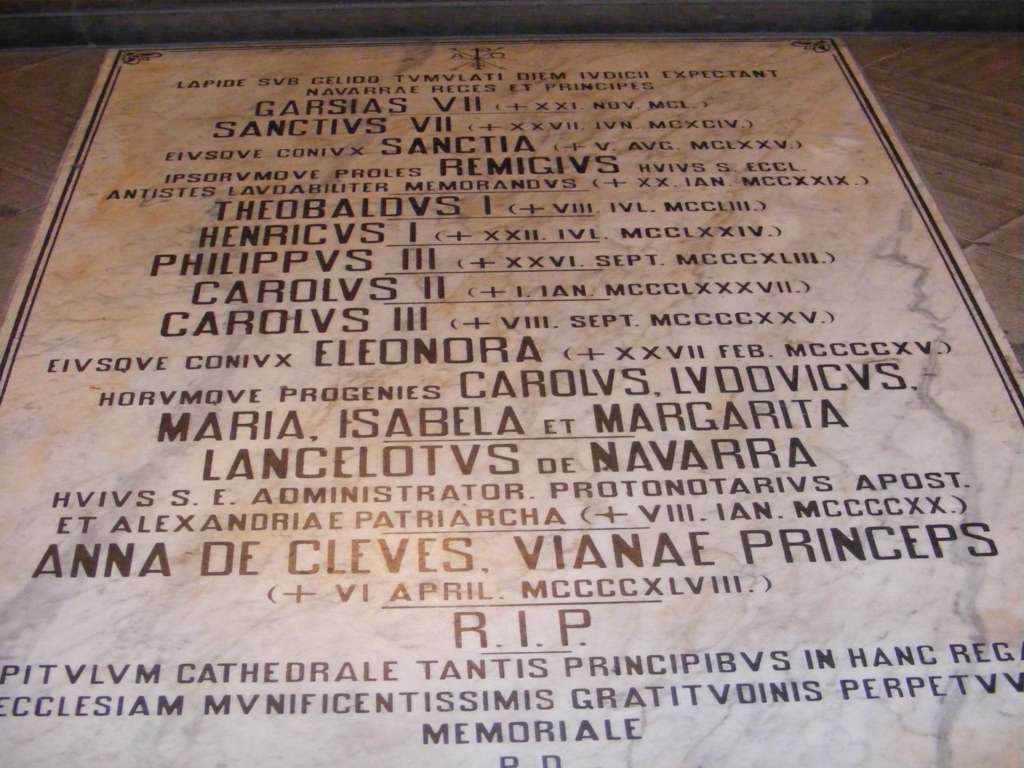 LAPIDE SVB GELIDO TVMVLATI DIEM IVDICII EXPECTANT
NAVARRAE REGES ET PRINCIPES
GARSIAS VII (+ XXI. NOV. MCL.)
SANCTIVS VII (+ XXVII. IVN. MCXCIV.)
EIVSQVE CONIVX SANCTIA (+ V. AVG. MCLXXV.)
IPSORVMQVE PROLES REMIGIVS HVIVS S. ECCL.
ANTISTES LAVDABILITER MEMORANDVS (+ XX. IAN. MCCXXIX.)
THEOBALDVS I (+ VIII. IVL. MCCLIII.)
HENRICVS I (+ XXII. IVL. MCCLXXIV.)
PHILIPPVS III (+ XXVI. SEPT. MCCCXLIII.)
CAROLVS II (+ I. IAN. MCCCLXXXVII.)
CAROLVS III (+ VIII. SEPT. MCCCCXXV.)
EIVSQVE CONIVX ELEONORA (+ XXVII FEB. MCCCCXV.)
HORVMQVE PROGENIES CAROLVS, LVDOVICVS,
MARIA, ISABELA ET MARGARITA
LANCELOTVS DE NAVARRA
HVIVS S. E. ADMINISTRATOR. PROTONOTARIVS APOST.
ET ALEXANDRIAE PATRIARCHA (+ VIII. IAN. MCCCCXX.)
ANNA DE CLEVES, VIANAE PRINCEPS
(+ VI APRIL. MCCCCXLVIII.)
R.I.P.
PITVLVM CATHEDRALE TANTIS PRINCIPIBVS IN HANC REGA
ECCLESIAM MVNIFICENTISSIMIS GRATITVDINIS PERPETVV
MEMORIALE